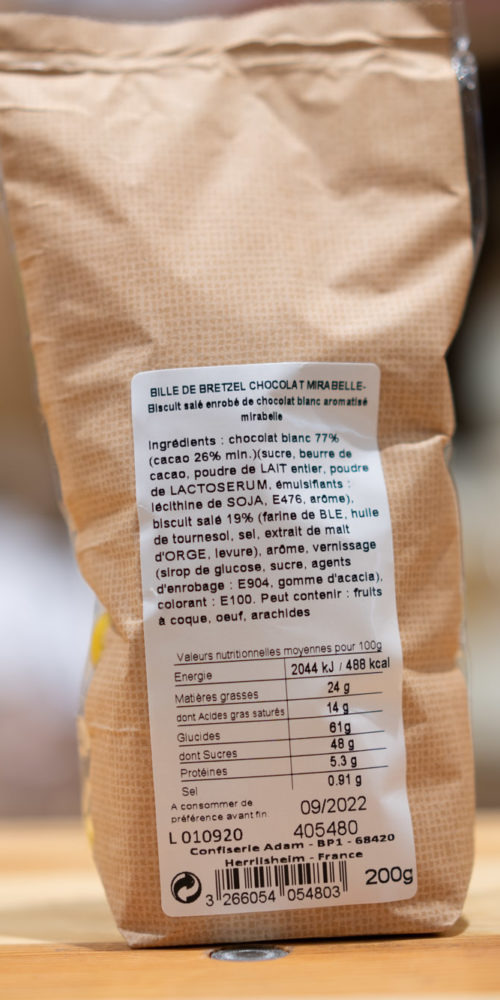 BILLE DE BRETZEL CHOCOLAT MIRABELLE-
Biscuit salé enrobé de chocolat blanc aromatisé
mirabelle
Ingrédients : chocolat blanc 77%
(cacao 26% min.)(sucre, beurre de
cacao, poudre de LAIT entier, poudre
de LACTOSERUM, émulsifiants :
lécithine de SOJA, E476, arôme),
biscuit salé 19% (farine de BLE, huile
de tournesol, sel, extrait de malt
d'ORGE, levure), arôme, vernissage
(sirop de glucose, sucre, agents
d'enrobage : E904, gomme d'acacia),
colorant : E100. Peut contenir : fruits
à coque, oeuf, arachides
Valeurs nutritionnelles moyennes pour 100g
Energie 2044 kJ / 488 kcal
Matières grasses 24 g
dont Acides gras saturés 14 g
Glucides 61g
dont Sucres 48 g
Protéines 5.3 g
Sel 0.91 g
A consommer de
préférence avant fin 09/2022
L 010920 405480
Confiserie Adam - BP1 - 68420
Herrlisheim - France
3 266054 054803 200g